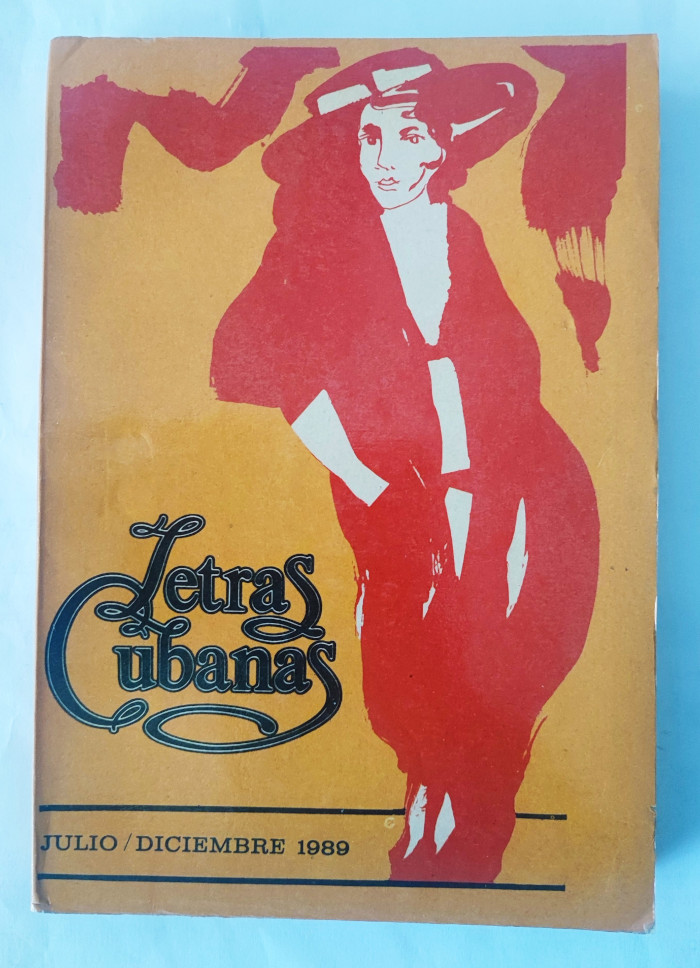 Letras
Cubanas
JULIO / DICIEMBRE 1989